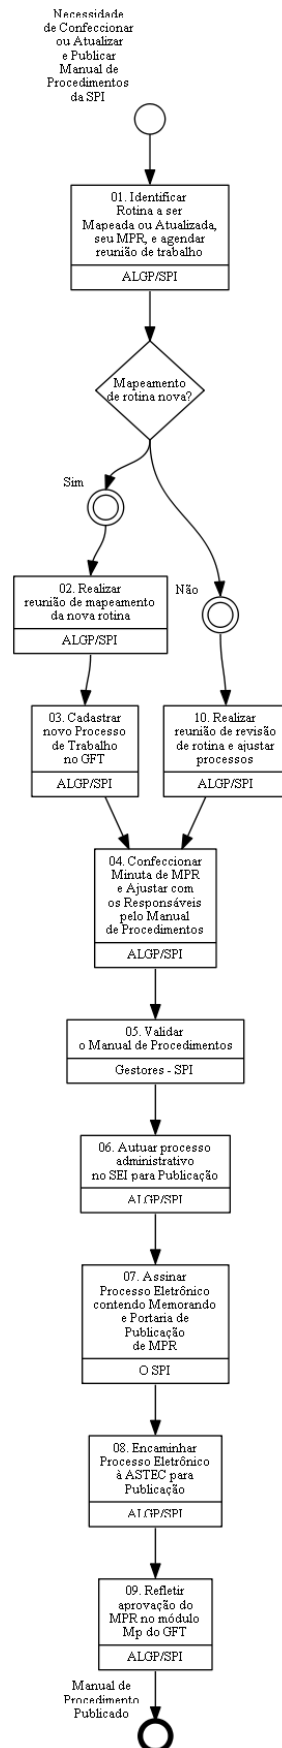 Necessidade
de Confeccionar
ou Atualizar
e Publicar
Manual de
Procedimentos
da SPI
01. Identificar
Rotina a ser
Mapeada ou Atualizada,
seu MPR, e agendar
reunião de trabalho
ALGP/SPI
Mapeamento
de rotina nova?
Sim
Não
02. Realizar
reunião de mapeamento
da nova rotina
ALGP/SPI
03. Cadastrar
novo Processo
de Trabalho
no GFT
ALGP/SPI
10. Realizar
reunião de revisão
de rotina e ajustar
processos
ALGP/SPI
04. Confeccionar
Minuta de MPR
e Ajustar com
os Responsáveis
pelo Manual
de Procedimentos
ALGP/SPI
05. Validar
o Manual de Procedimentos
Gestores - SPI
06. Autuar processo
administrativo
no SEI para Publicação
ALGP/SPI
07. Assinar
Processo Eletrônico
contendo Memorando
e Portaria de
Publicação
de MPR
O SPI
08. Encaminhar
Processo Eletrônico
à ASTEC para
Publicação
ALGP/SPI
09. Refletir
aprovação do
MPR no módulo
Mp do GFT
ALGP/SPI
Manual de
Procedimento
Publicado